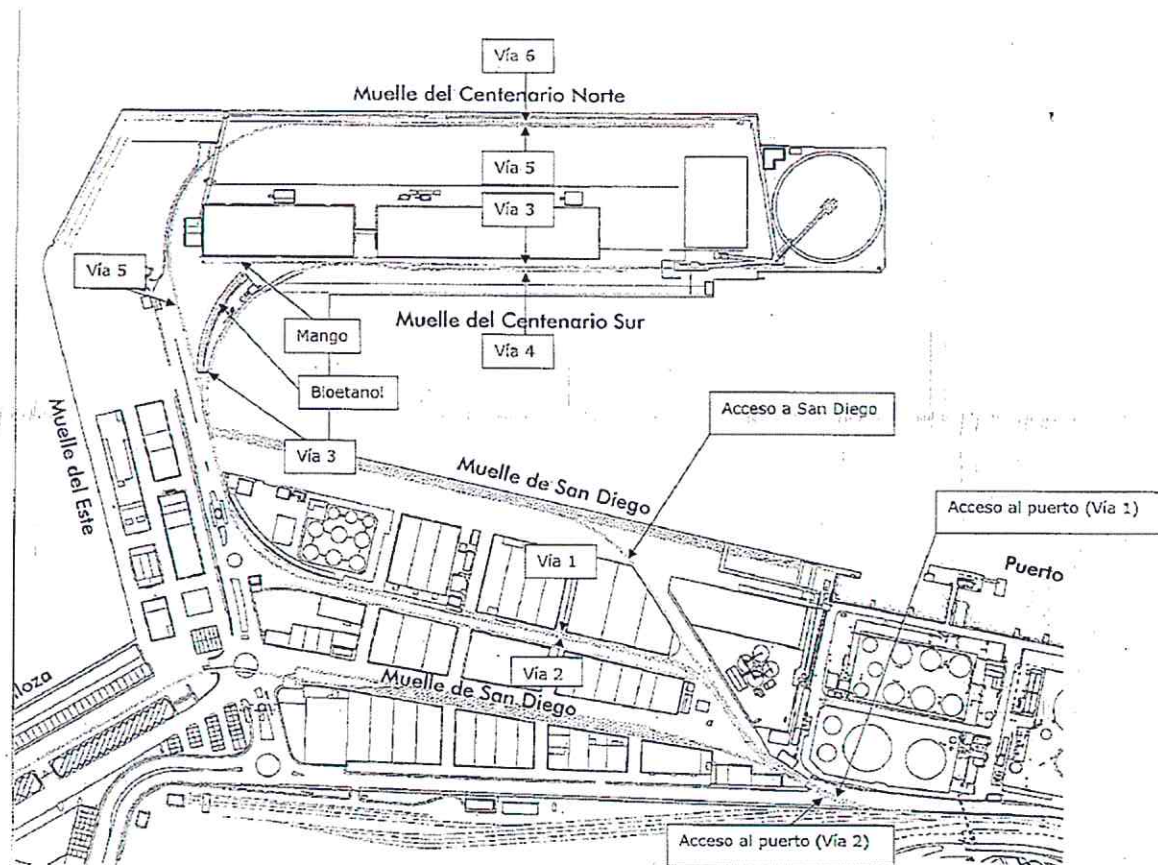 Vía 6
Muelle del Centenario Norte
Vía 5
Vía 3
Vía 5
Muelle del Centenario Sur
Mango
Vía 4
Bioetanol
Acceso a San Diego
Muelle del Este
Vía 3
Muelle de San Diego
Acceso al puerto (Vía 1)
Vía 1
Puerto
Vía 2
Muelle de San Diego
loza
Acceso al puerto (Vía 2)